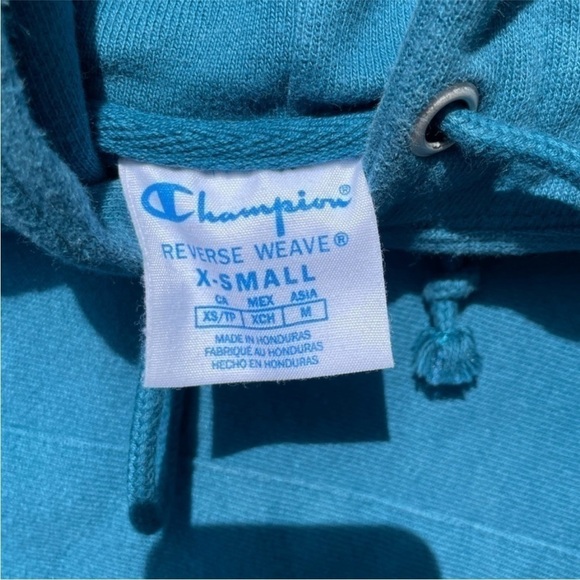 Champion®
REVERSE WEAVE®
X-SMALL
CA MEX ASIA
XS/TP XCH M
MADE IN HONDURAS
FABRIQUÉ AU HONDURAS
HECHO EN HONDURAS